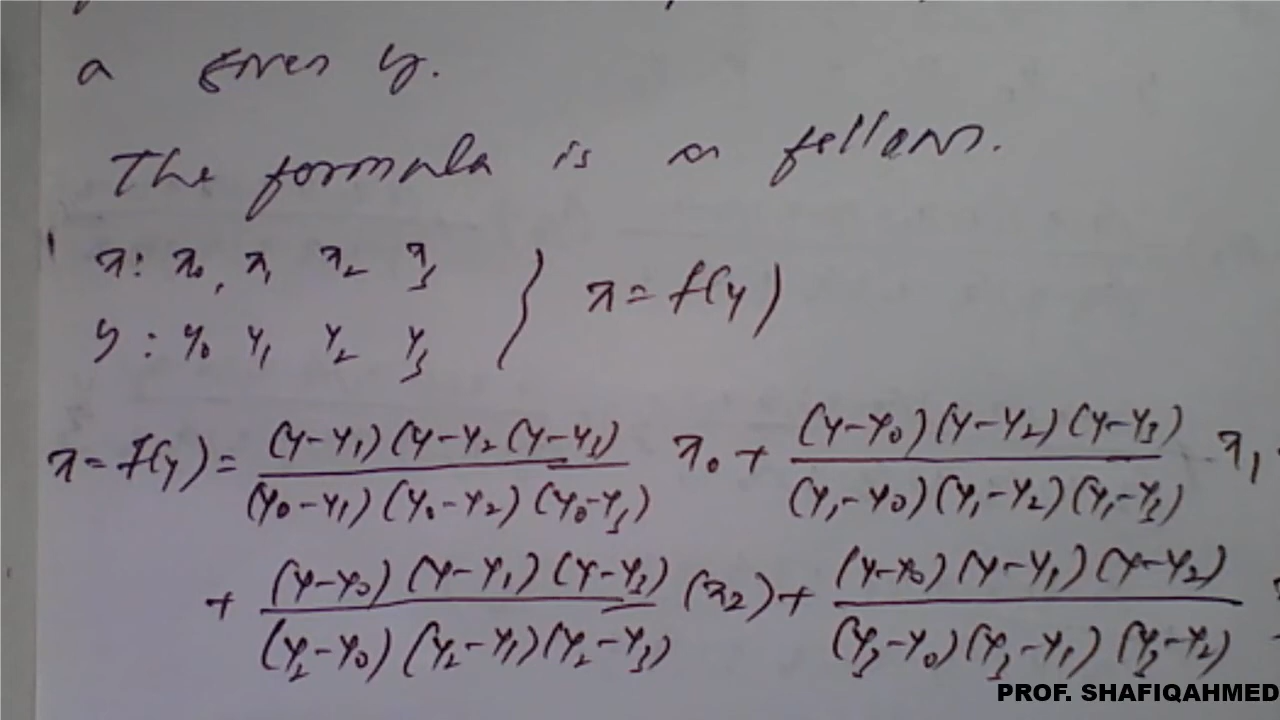 a given y.
The formula is as follows.
x: x₀, x₁ x₂ x₃ } x = f(y)
y : y₀ y₁ y₂ y₃
x = f(y) = (y-y₁)(y-y₂(y-y₃) / (y₀-y₁)(y₀-y₂)(y₀-y₃) x₀ + (y-y₀)(y-y₂)(y-y₃) / (y₁-y₀)(y₁-y₂)(y₁-y₃) x₁
+ (y-y₀)(y-y₁)(y-y₃) / (y₂-y₀)(y₂-y₁)(y₂-y₃) (x₂) + (y-y₀)(y-y₁)(y-y₂) / (y₃-y₀)(y₃-y₁)(y₃-y₂)
PROF. SHAFIQAHMED